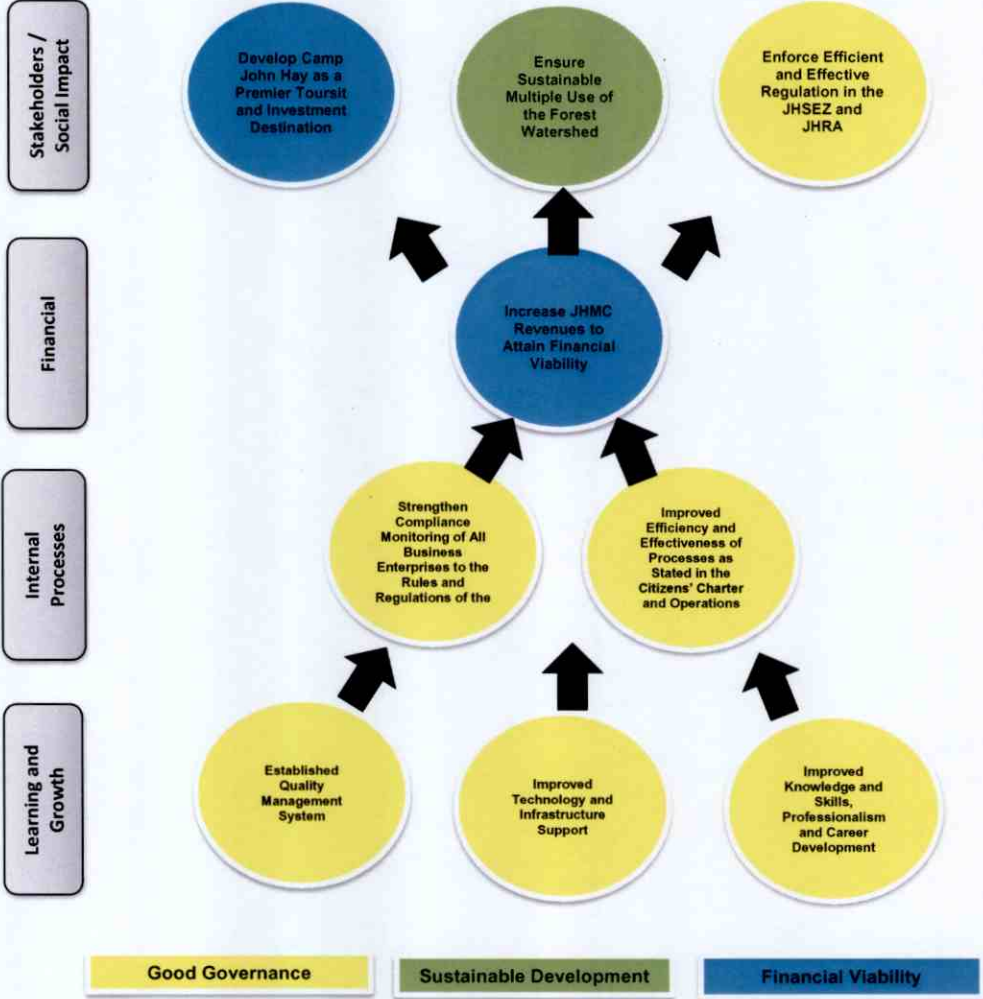 Stakeholders /
Social Impact
Develop Camp
John Hay as a
Premier Toursit
and Investment
Destination
Ensure
Sustainable
Multiple Use of
the Forest
Watershed
Enforce Efficient
and Effective
Regulation in the
JHSEZ and
JHRA
Financial
Increase JHMC
Revenues to
Attain Financial
Viability
Internal
Processes
Strengthen
Compliance
Monitoring of All
Business
Enterprises to the
Rules and
Regulations of the
Improved
Efficiency and
Effectiveness of
Processes as
Stated in the
Citizens' Charter
and Operations
Learning and
Growth
Established
Quality
Management
System
Improved
Technology and
Infrastructure
Support
Improved
Knowledge and
Skills,
Professionalism
and Career
Development
Good Governance
Sustainable Development
Financial Viability